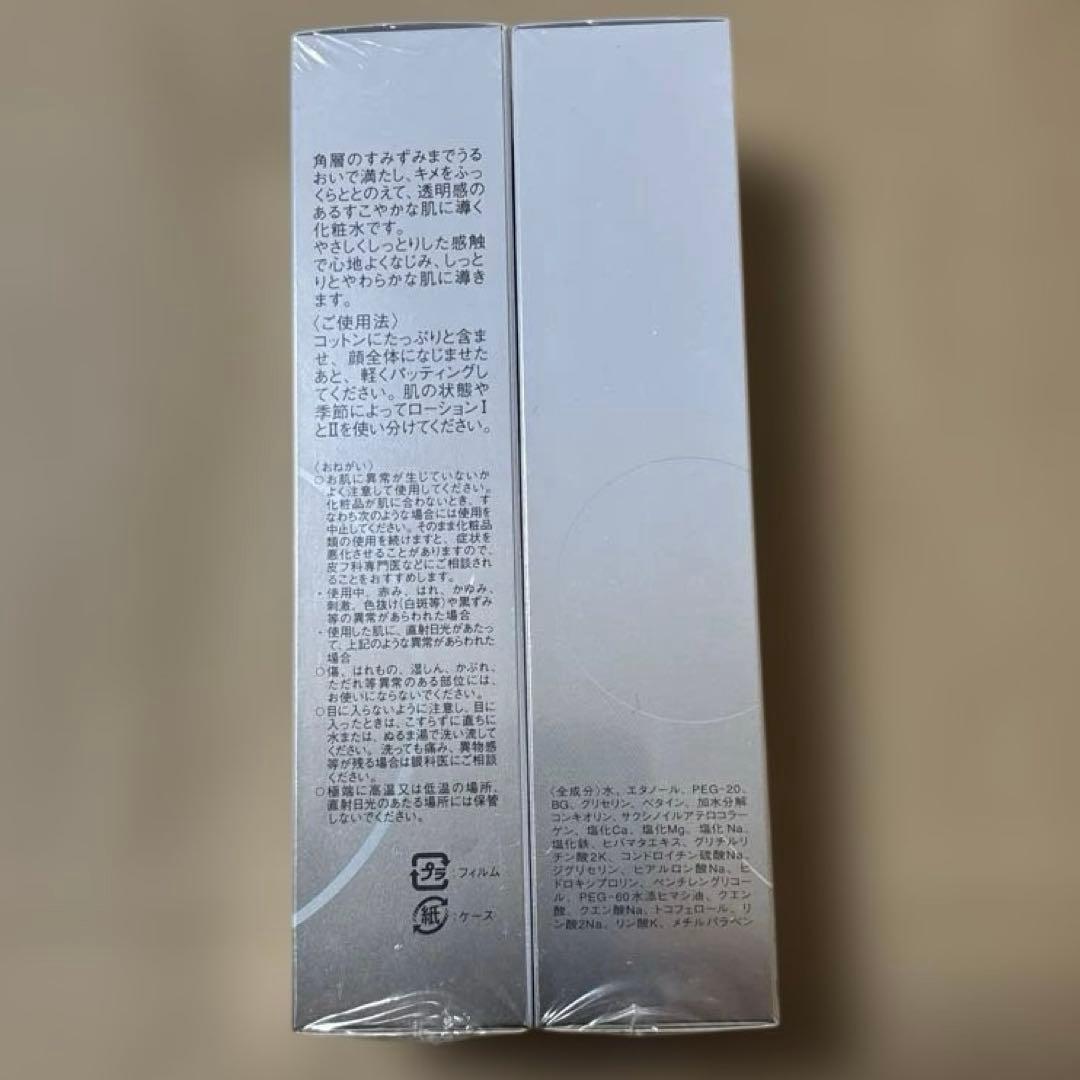 角層のすみずみまでうる
おいで満たし、キメをふっ
くらととのえて、透明感の
あるすこやかな肌に導く
化粧水です。
やさしくしっとりした感触
で心地よくなじみ、しっと
りとやわらかな肌に導き
ます。
〈ご使用法〉
コットンにたっぷりと含ま
せ、顔全体になじませた
あと、軽くパッティングし
てください。肌の状態や
季節によってローションⅠ
とⅡを使い分けてください。
〈おねがい〉
○お肌に異常が生じていないか
よく注意して使用してください。
化粧品が肌に合わないとき、す
なわち次のような場合には使用を
中止してください。そのまま化粧品
類の使用を続けますと、症状を
悪化させることがありますので、
皮フ科専門医などにご相談され
ることをおすすめします。
・使用中、赤み、はれ、かゆみ、
刺激、色抜け(白斑等)や黒ずみ
等の異常があらわれた場合
・使用した肌に、直射日光があたっ
て、上記のような異常があらわれた
場合
○傷、はれもの、湿しん、かぶれ、
ただれ等異常のある部位には、
お使いにならないでください。
○目に入らないように注意し、目に
入ったときは、こすらずに直ちに
水または、ぬるま湯で洗い流して
ください。洗っても痛み、異物感
等が残る場合は眼科医にご相談
ください。
○極端に高温又は低温の場所、
直射日光のあたる場所には保管
しないでください。
プラ:フィルム
紙:ケース
〈全成分〉水、エタノール、PEG-20、
BG、グリセリン、ベタイン、加水分解
コンキオリン、サクシノイルアテロコラー
ゲン、塩化Ca、塩化Mg、塩化Na、
塩化鉄、ヒバマタエキス、グリチルリ
チン酸2K、コンドロイチン硫酸Na、
ジグリセリン、ヒアルロン酸Na、ヒ
ドロキシプロリン、ペンチレングリコー
ル、PEG-60水添ヒマシ油、クエン
酸、クエン酸Na、トコフェロール、リ
ン酸2Na、リン酸K、メチルパラベン